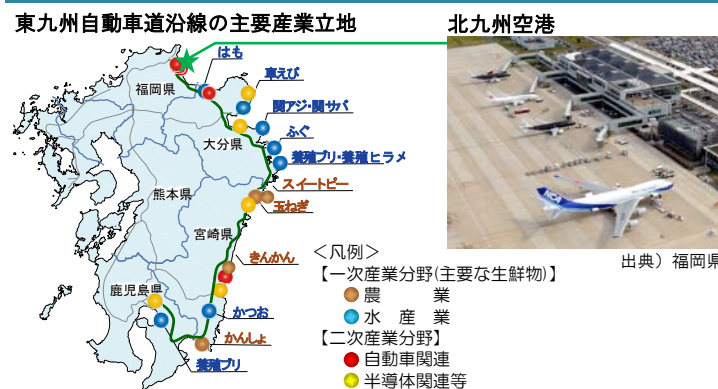 東九州自動車道沿線の主要産業立地
北九州空港
はも
車えび
福岡県
関アジ・関サバ
大分県
ふぐ
養殖ブリ・養殖ヒラメ
スイートピー
熊本県
玉ねぎ
宮崎県
きんかん
鹿児島県
かつお
かんしょ
養殖ブリ
出典）福岡県
＜凡例＞
【一次産業分野(主要な生鮮物)】
農業
水産業
【二次産業分野】
自動車関連
半導体関連等